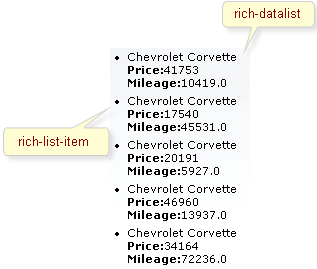 rich-datalist
• Chevrolet Corvette
Price:41753
Mileage:10419.0
• Chevrolet Corvette
Price:17540
Mileage:45531.0
rich-list-item
• Chevrolet Corvette
Price:20191
Mileage:5927.0
• Chevrolet Corvette
Price:46960
Mileage:13937.0
• Chevrolet Corvette
Price:34164
Mileage:72236.0